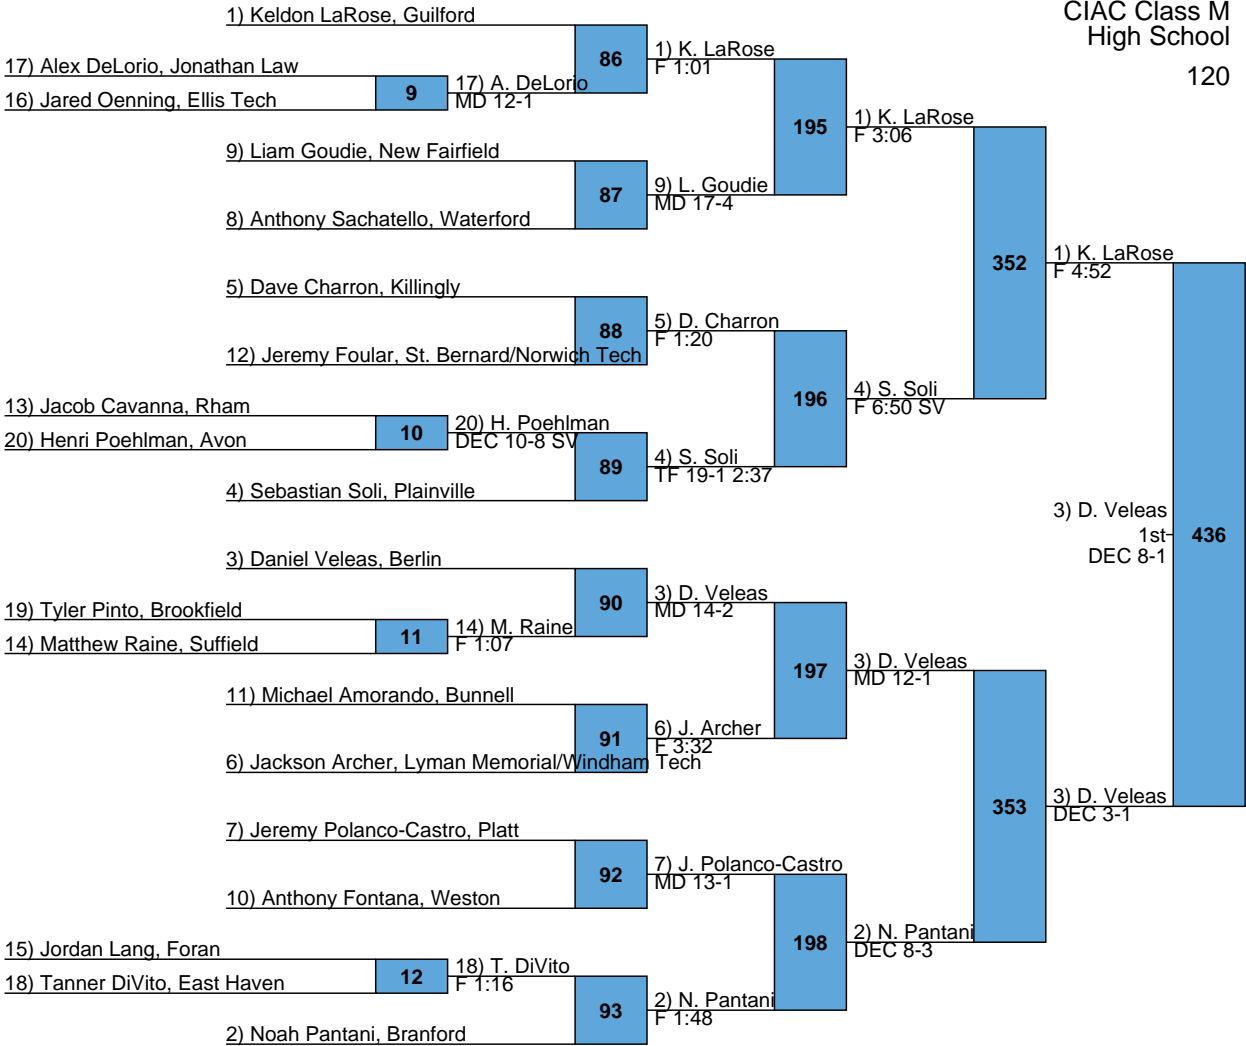 CIAC Class M
High School
120
1) Keldon LaRose, Guilford
86
1) K. LaRose
F 1:01
17) Alex DeLorio, Jonathan Law
9
17) A. DeLorio
MD 12-1
16) Jared Oenning, Ellis Tech
195
1) K. LaRose
F 3:06
9) Liam Goudie, New Fairfield
87
9) L. Goudie
MD 17-4
8) Anthony Sachatello, Waterford
352
1) K. LaRose
F 4:52
5) Dave Charron, Killingly
88
5) D. Charron
F 1:20
12) Jeremy Foular, St. Bernard/Norwich Tech
196
4) S. Soli
F 6:50 SV
13) Jacob Cavanna, Rham
10
20) H. Poehlman
DEC 10-8 SV
20) Henri Poehlman, Avon
89
4) S. Soli
TF 19-1 2:37
4) Sebastian Soli, Plainville
3) D. Veleas
1st
DEC 8-1
436
3) Daniel Veleas, Berlin
90
3) D. Veleas
MD 14-2
19) Tyler Pinto, Brookfield
11
14) M. Raine
F 1:07
14) Matthew Raine, Suffield
197
3) D. Veleas
MD 12-1
11) Michael Amorando, Bunnell
91
6) J. Archer
F 3:32
6) Jackson Archer, Lyman Memorial/Windham Tech
353
3) D. Veleas
DEC 3-1
7) Jeremy Polanco-Castro, Platt
92
7) J. Polanco-Castro
MD 13-1
10) Anthony Fontana, Weston
198
2) N. Pantani
DEC 8-3
15) Jordan Lang, Foran
12
18) T. DiVito
F 1:16
18) Tanner DiVito, East Haven
93
2) N. Pantani
F 1:48
2) Noah Pantani, Branford